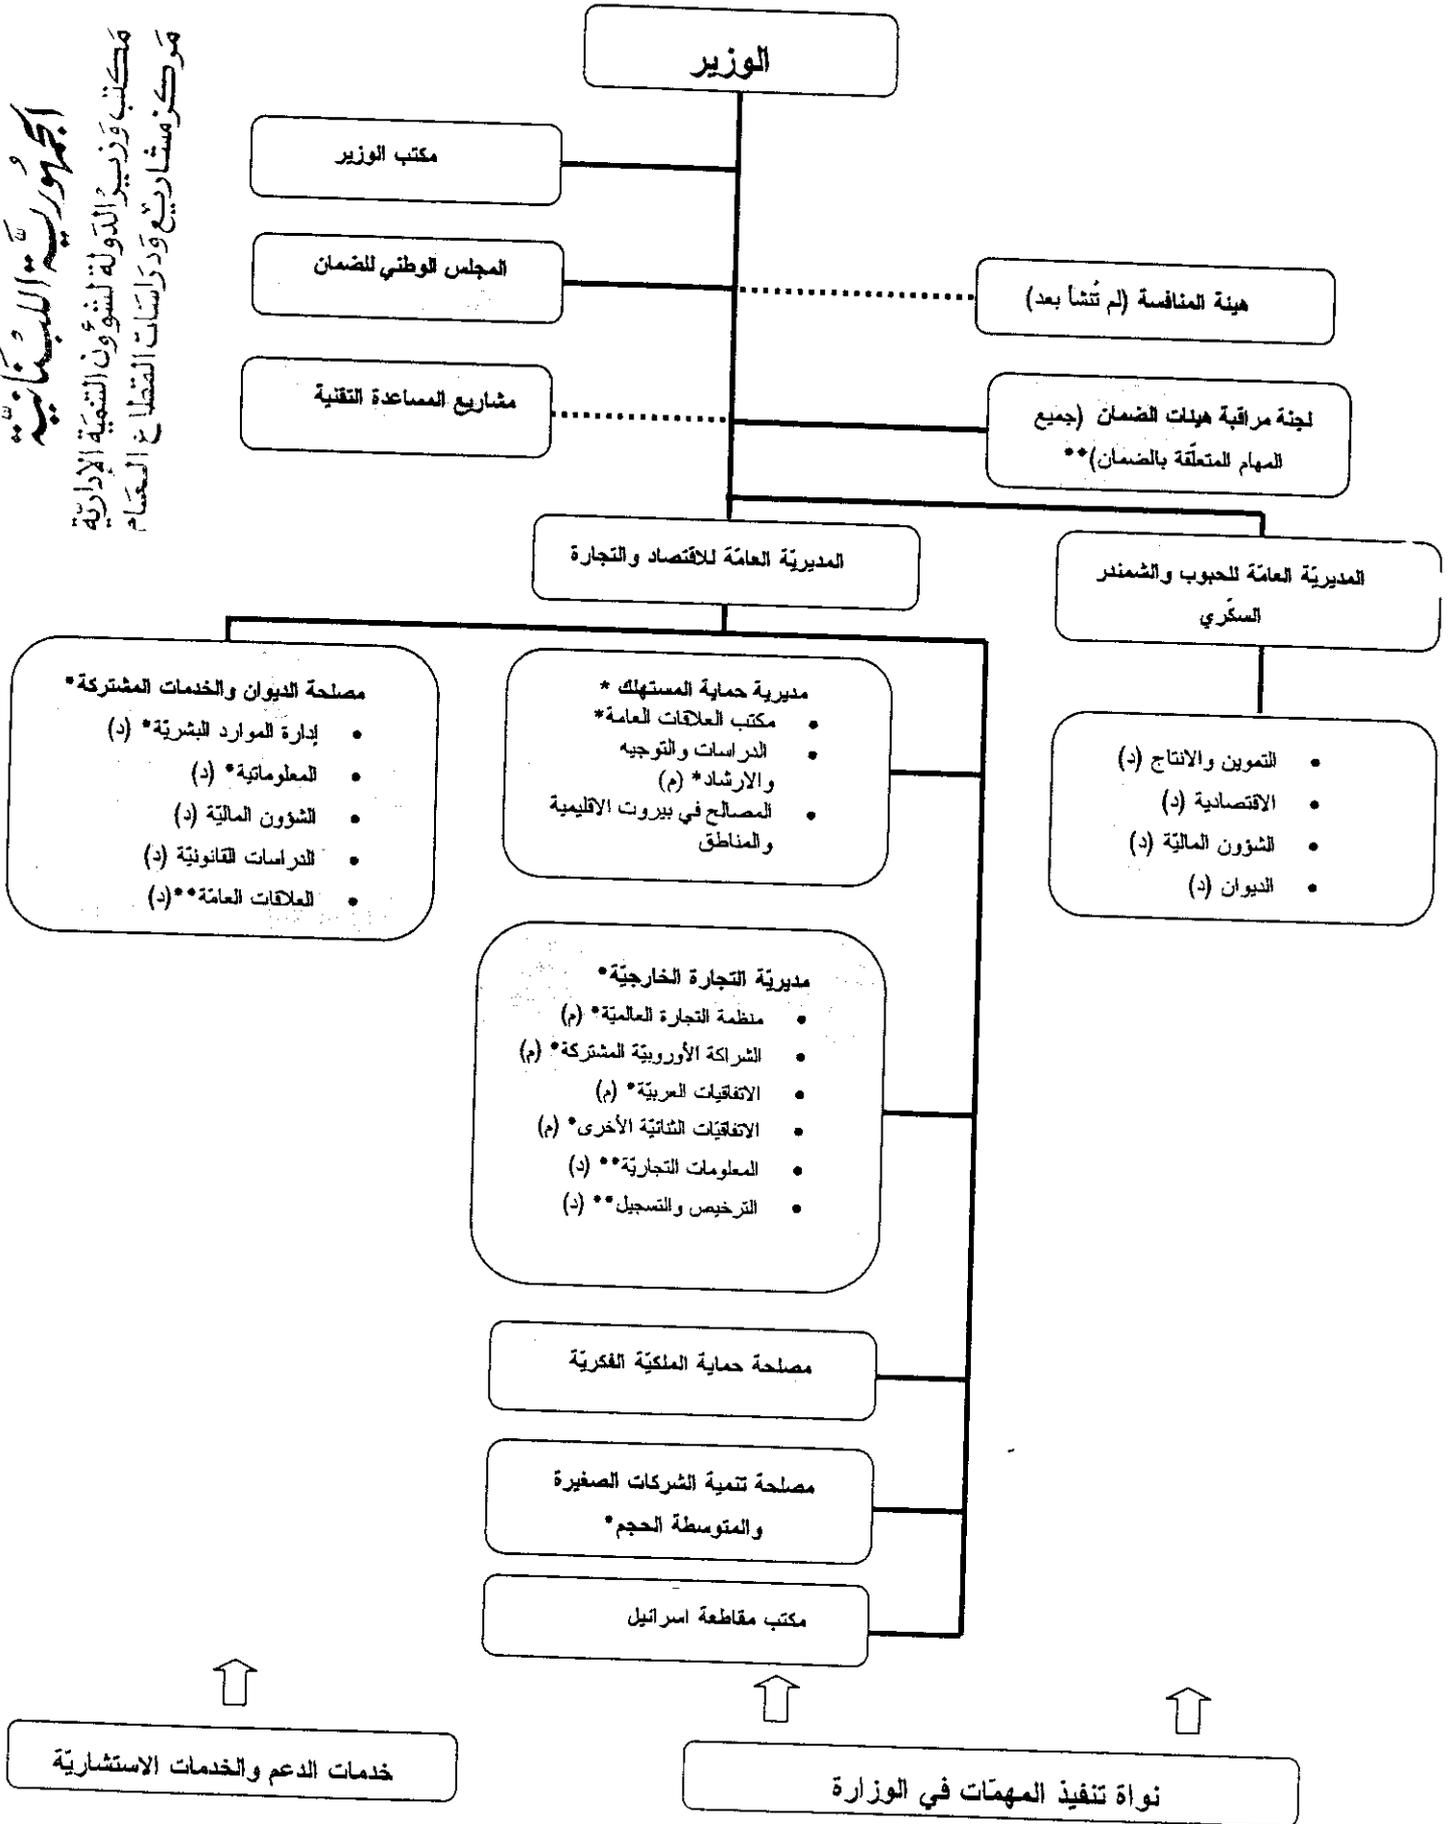 الجمهورية اللبنانية
مكتب وزير الدولة لشؤون التنمية الإدارية
مركز مشاريع ودراسات القطاع العام
الوزير
مكتب الوزير
المجلس الوطني للضمان
هيئة المنافسة (لم تُنشأ بعد)
مشاريع المساعدة التقنية
لجنة مراقبة هيئات الضمان (جميع
المهام المتعلّقة بالضمان)**
المديريّة العامّة للاقتصاد والتجارة
المديريّة العامّة للحبوب والشمندر
السكّري
• التموين والانتاج (د)
• الاقتصادية (د)
• الشؤون الماليّة (د)
• الديوان (د)
مديرية حماية المستهلك *
• مكتب العلاقات العامة*
• الدراسات والتوجيه
والارشاد* (م)
• المصالح في بيروت الاقليمية
والمناطق
مصلحة الديوان والخدمات المشتركة*
• إدارة الموارد البشريّة* (د)
• المعلوماتية* (د)
• الشؤون الماليّة (د)
• الدراسات القانونيّة (د)
• العلاقات العامّة**(د)
مديريّة التجارة الخارجيّة*
• منظمة التجارة العالميّة* (م)
• الشراكة الأوروبيّة المشتركة* (م)
• الاتفاقيات العربيّة* (م)
• الاتفاقيّات الثنائيّة الأخرى* (م)
• المعلومات التجاريّة** (د)
• الترخيص والتسجيل** (د)
مصلحة حماية الملكيّة الفكريّة
مصلحة تنمية الشركات الصغيرة
والمتوسطة الحجم*
مكتب مقاطعة اسرائيل
نواة تنفيذ المهمّات في الوزارة
خدمات الدعم والخدمات الاستشاريّة